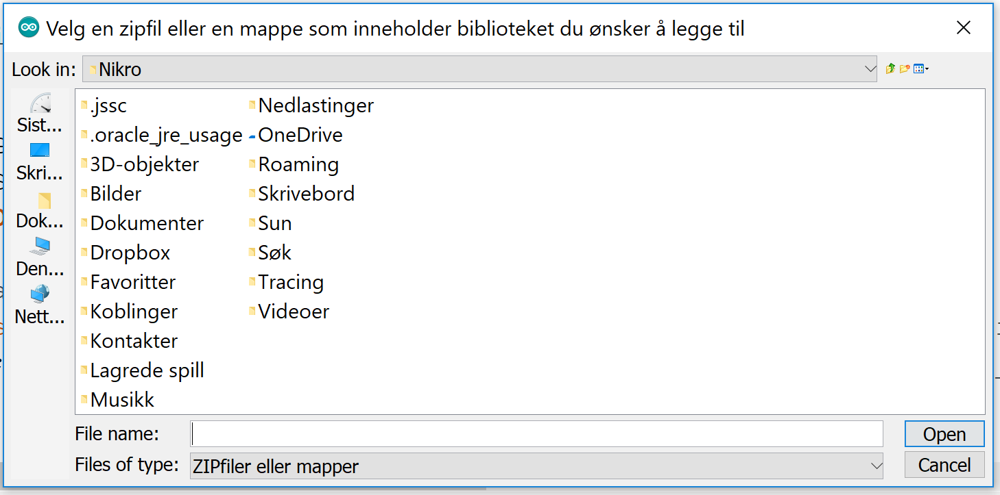 Velg en zipfil eller en mappe som inneholder biblioteket du ønsker å legge til
Look in: Nikro
Sist...
Skri...
Dok...
Den...
Nett...
.jssc
.oracle_jre_usage
3D-objekter
Bilder
Dokumenter
Dropbox
Favoritter
Koblinger
Kontakter
Lagrede spill
Musikk
Nedlastinger
OneDrive
Roaming
Skrivebord
Sun
Søk
Tracing
Videoer
File name:
Open
Files of type: ZIPfiler eller mapper
Cancel